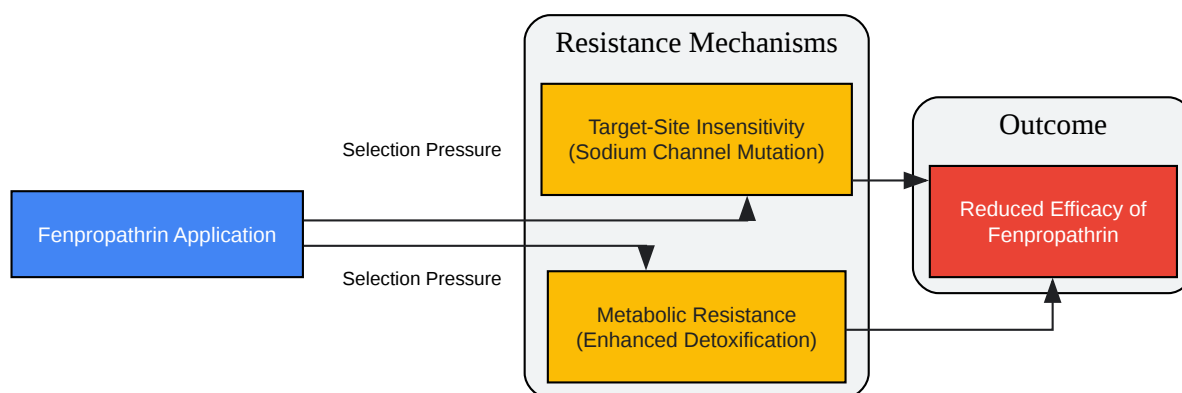 Resistance Mechanisms
Target-Site Insensitivity
(Sodium Channel Mutation)
Selection Pressure
Outcome
Fenpropathrin Application
Reduced Efficacy of
Fenpropathrin
Selection Pressure
Metabolic Resistance
(Enhanced Detoxification)